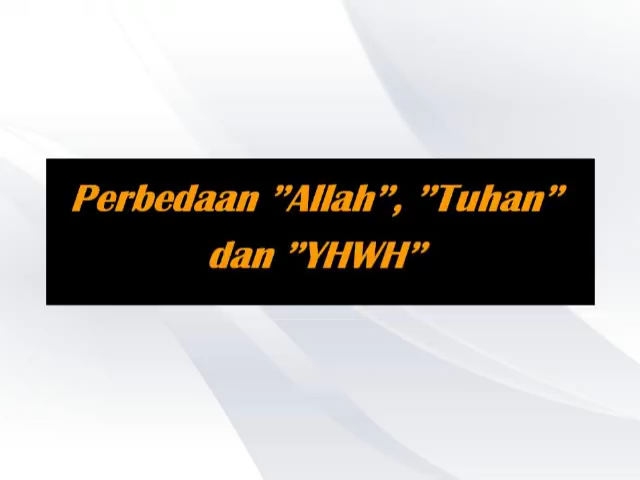 Perbedaan ”Allah”, ”Tuhan”
dan ”YHWH”